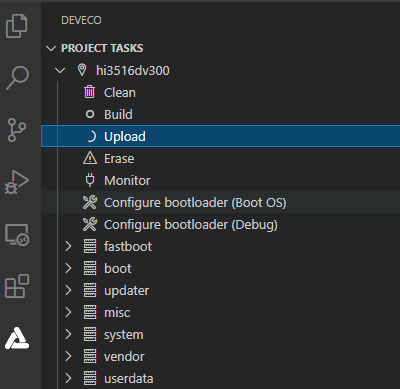 DEVECO
PROJECT TASKS
hi3516dv300
Clean
Build
Upload
Erase
Monitor
Configure bootloader (Boot OS)
Configure bootloader (Debug)
fastboot
boot
updater
misc
system
vendor
userdata